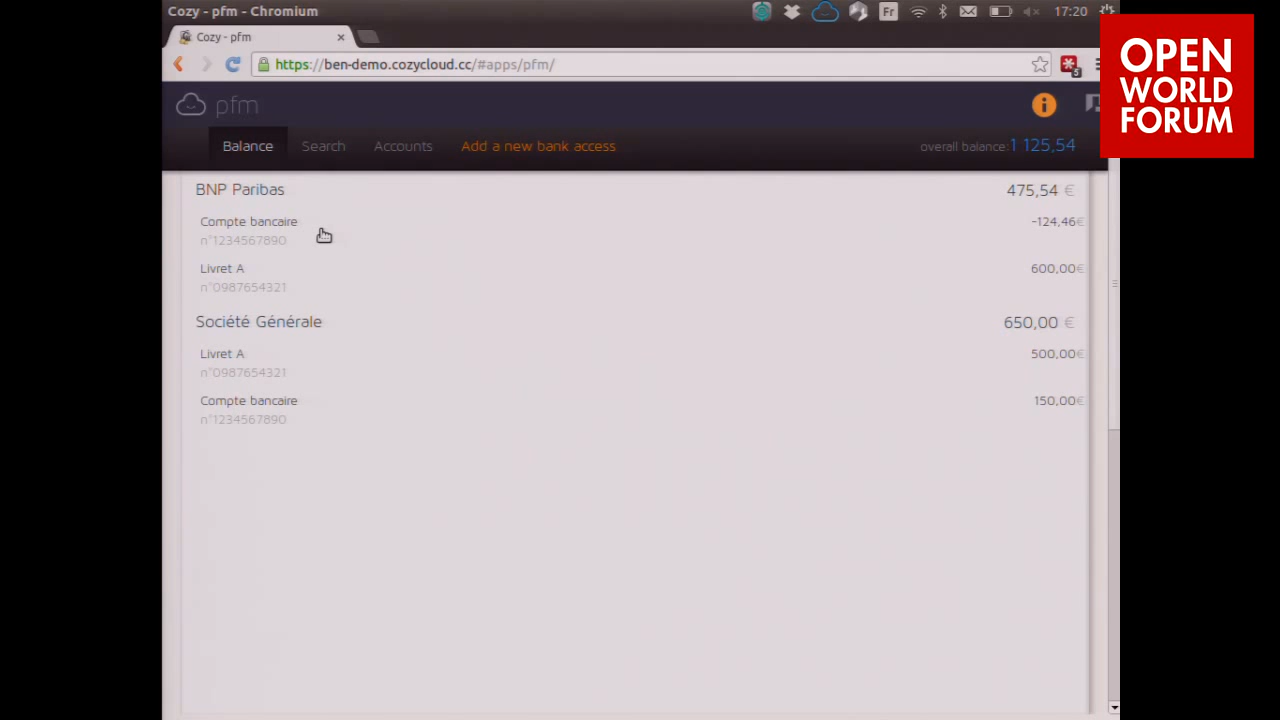 Cozy - pfm - Chromium
Fr
17:20
Cozy - pfm
https://ben-demo.cozycloud.cc/#apps/pfm/
5
pfm
OPEN
WORLD
FORUM
Balance Search Accounts Add a new bank access overall balance:1 125,54
BNP Paribas 475,54 €
Compte bancaire -124,46€
n°1234567890
Livret A 600,00€
n°0987654321
Société Générale 650,00 €
Livret A 500,00€
n°0987654321
Compte bancaire 150,00€
n°1234567890